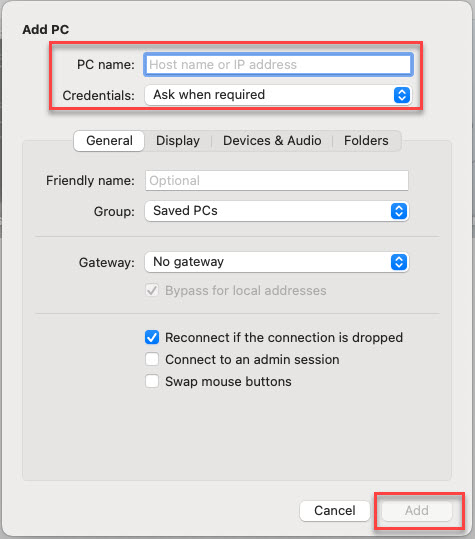 Add PC
PC name: Host name or IP address
Credentials: Ask when required
General Display Devices & Audio Folders
Friendly name: Optional
Group: Saved PCs
Gateway: No gateway
Bypass for local addresses
Reconnect if the connection is dropped
Connect to an admin session
Swap mouse buttons
Cancel Add